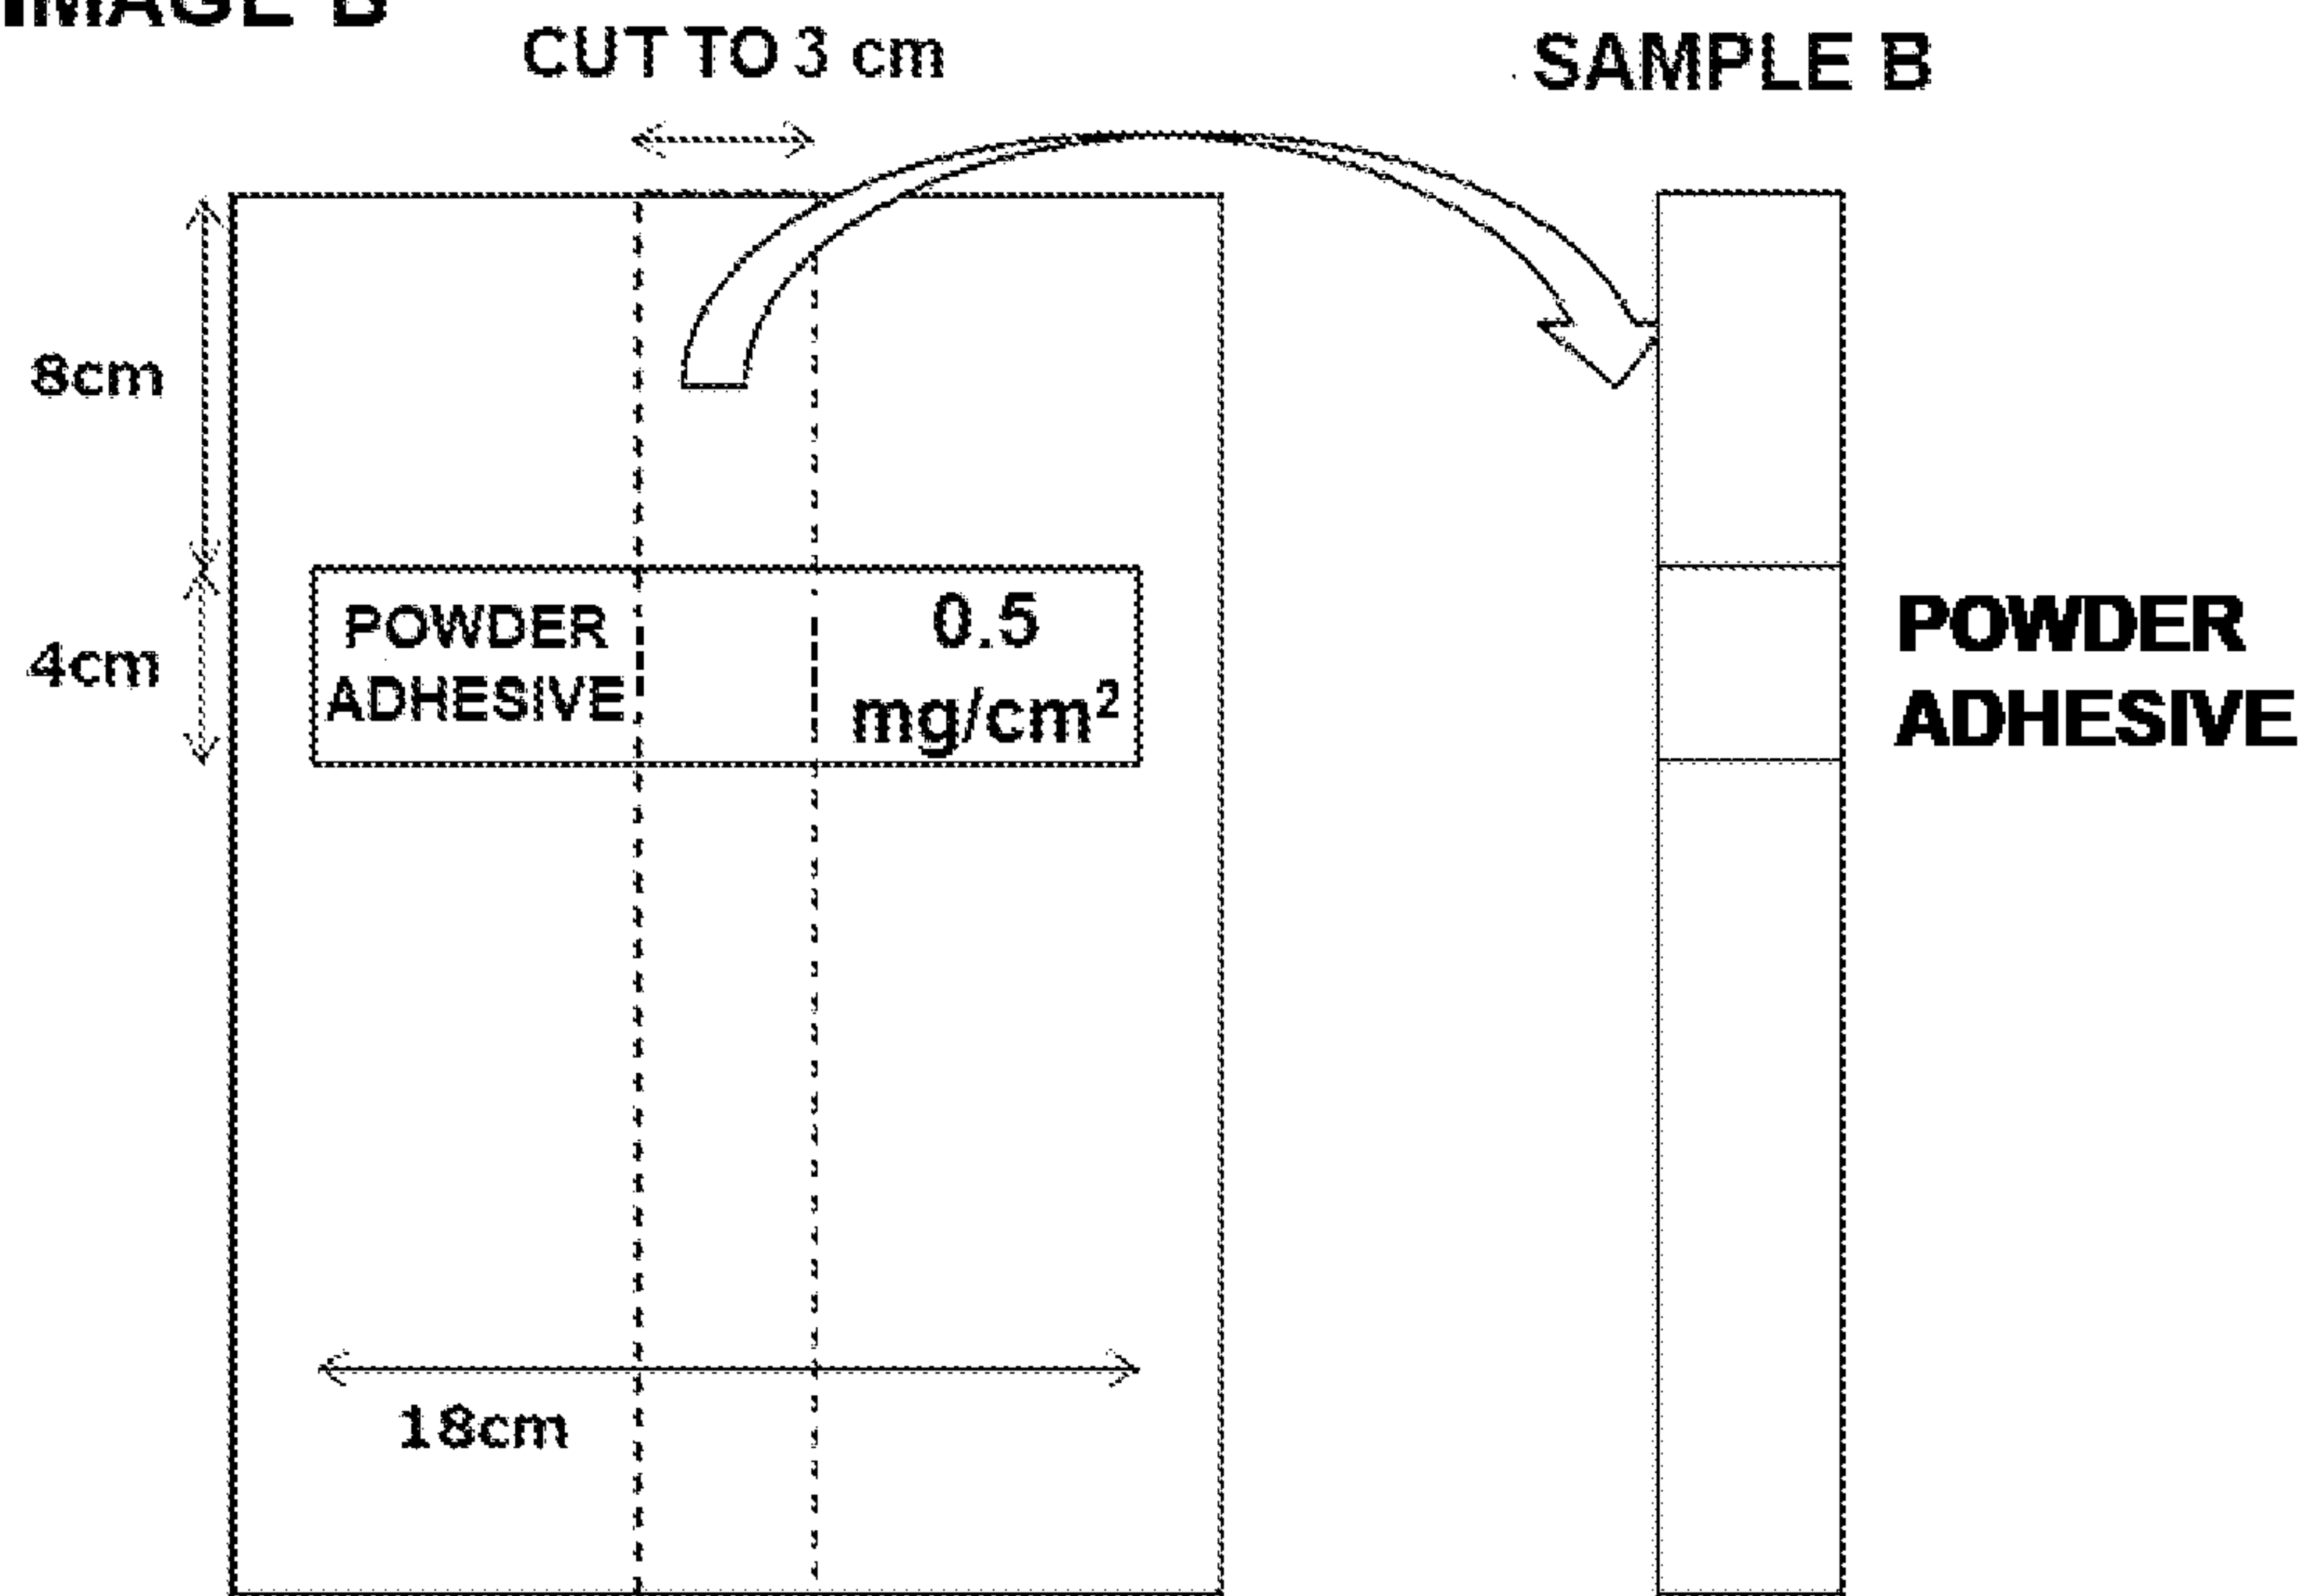 IMAGE B
CUT TO 3 cm
SAMPLE B
8cm
4cm
POWDER
ADHESIVE
0.5
mg/cm²
POWDER
ADHESIVE
18cm